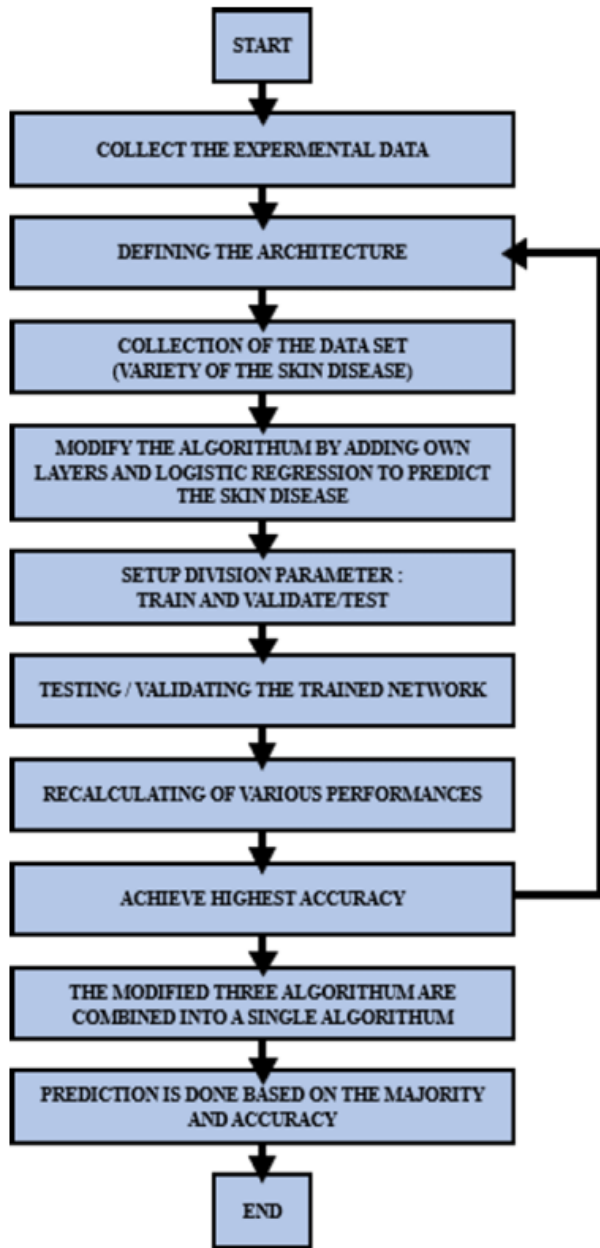 START
COLLECT THE EXPERMENTAL DATA
DEFINING THE ARCHITECTURE
COLLECTION OF THE DATA SET
(VARIETY OF THE SKIN DISEASE)
MODIFY THE ALGORITHUM BY ADDING OWN
LAYERS AND LOGISTIC REGRESSION TO PREDICT
THE SKIN DISEASE
SETUP DIVISION PARAMETER :
TRAIN AND VALIDATE/TEST
TESTING / VALIDATING THE TRAINED NETWORK
RECALCULATING OF VARIOUS PERFORMANCES
ACHIEVE HIGHEST ACCURACY
THE MODIFIED THREE ALGORITHUM ARE
COMBINED INTO A SINGLE ALGORITHUM
PREDICTION IS DONE BASED ON THE MAJORITY
AND ACCURACY
END